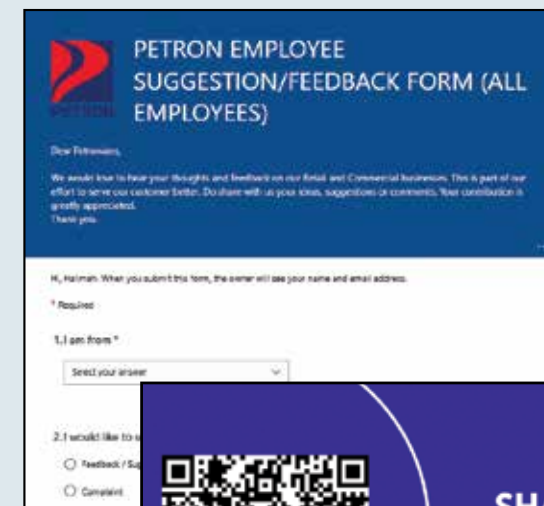 PETRON
PETRON EMPLOYEE
SUGGESTION/FEEDBACK FORM (ALL
EMPLOYEES)
Dear Petronians,
We would love to hear your thoughts and feedback on our Retail and Commercial businesses. This is part of our
effort to serve our customer better. Do share with us your ideas, suggestions or comments. Your contribution is
greatly appreciated.
Thank you.
Hi, When you submit this form, the owner will see your name and email address.
* Required
1. I am from *
Select your answer
2. I would like to
Feedback /
Complaint
SH